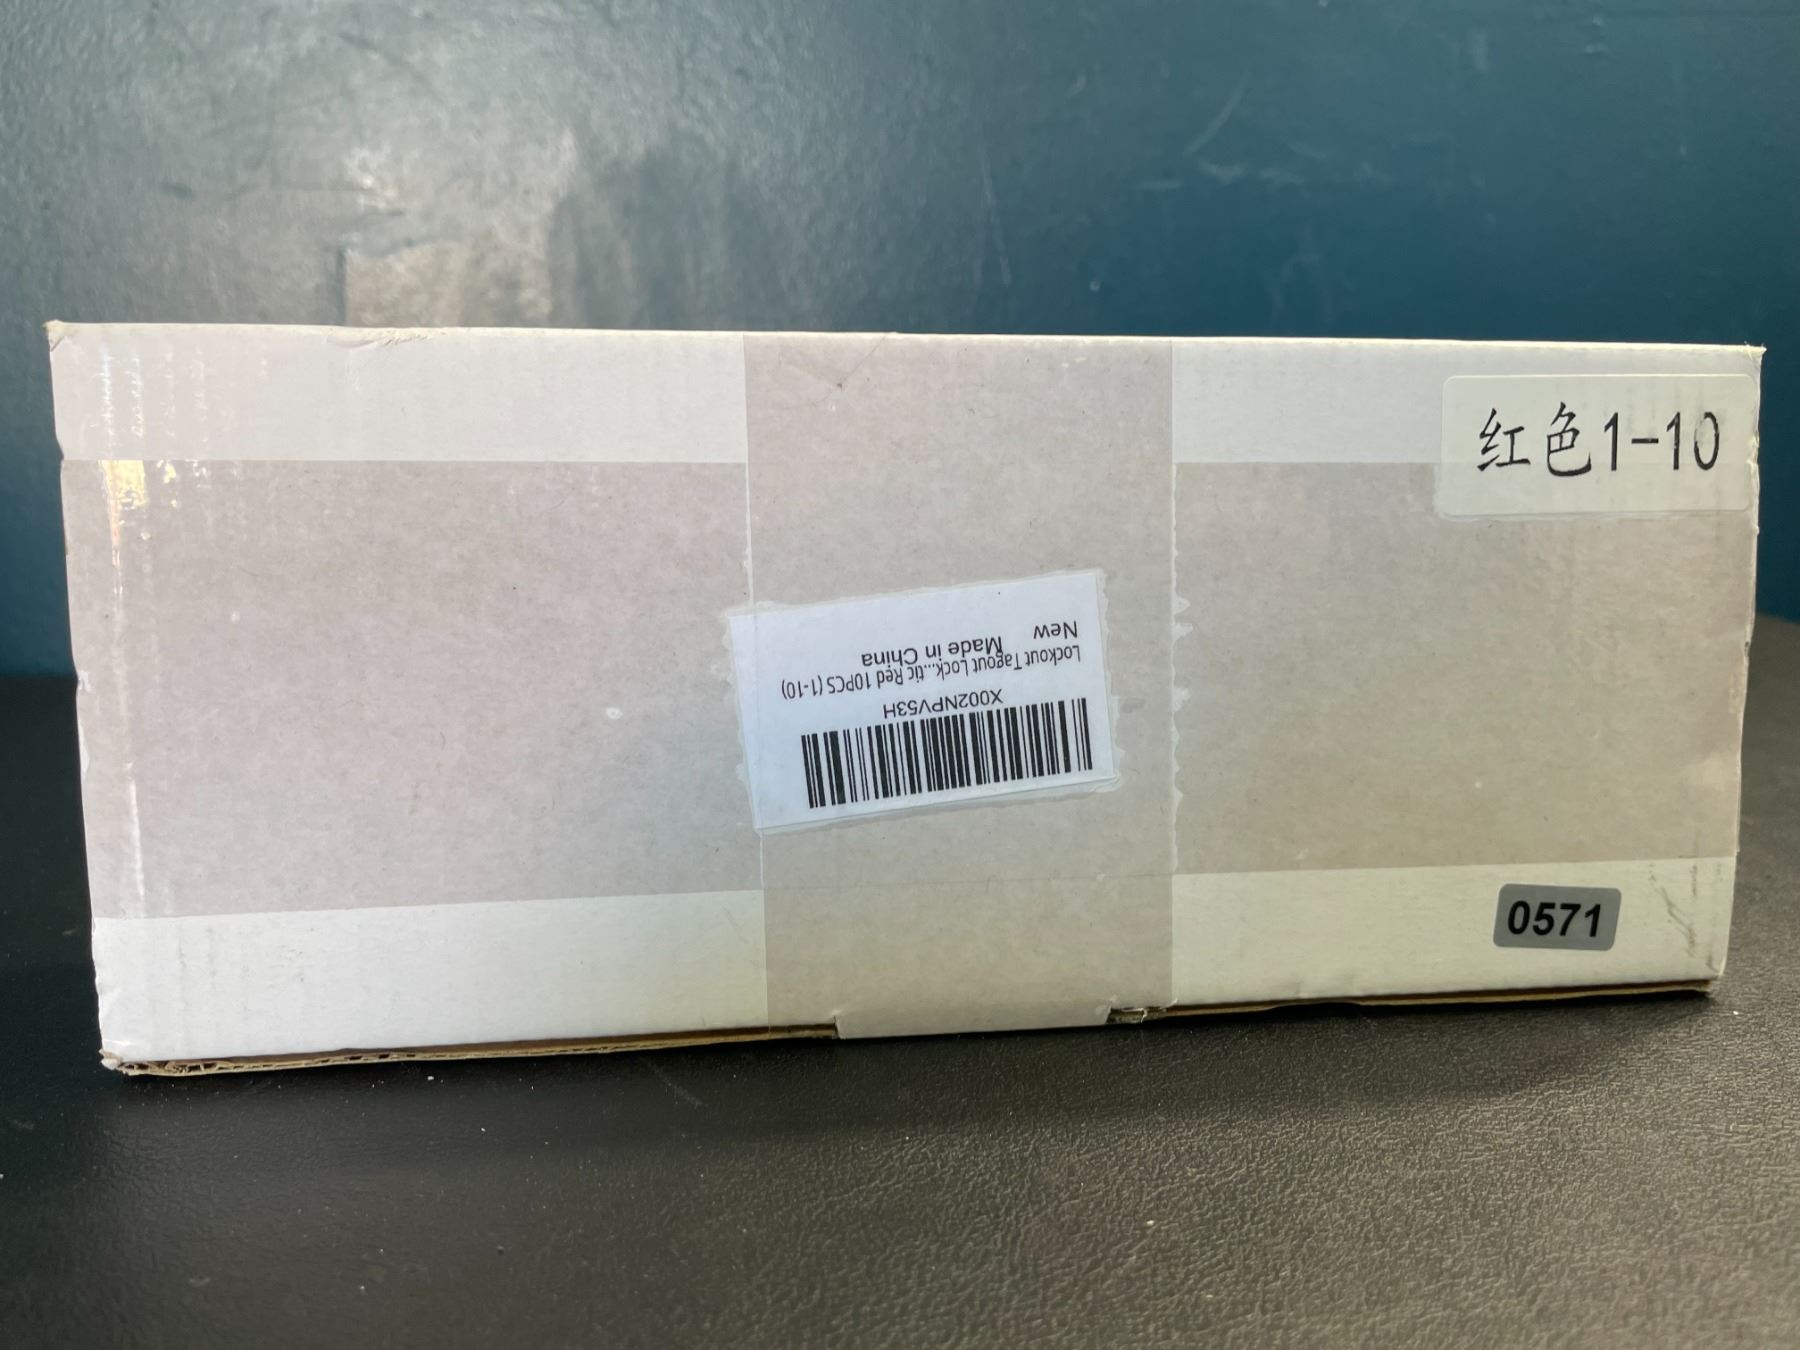 红色1-10
X002NPV53H
Lockout Tagout Lock...tic Red 10PCS (1-10)
New
Made in China
0571